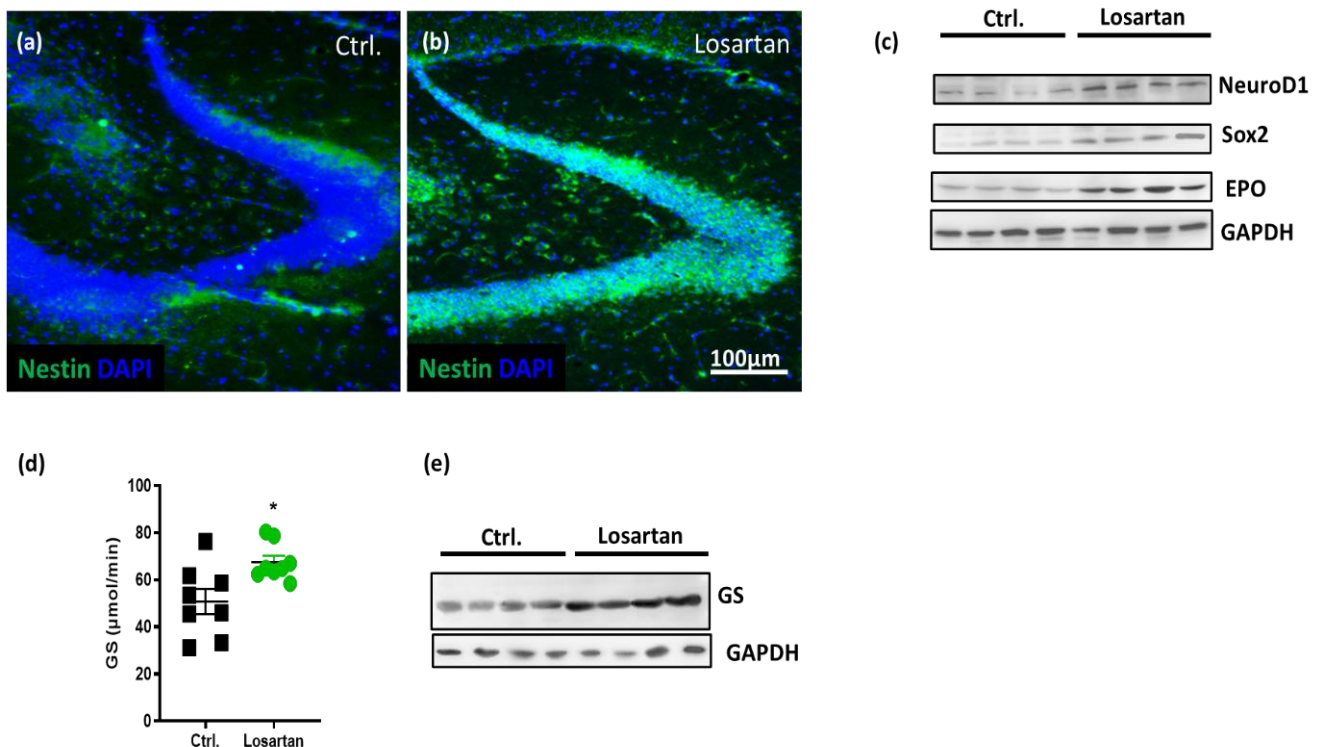 (a) Ctrl.
Nestin DAPI
(b) Losartan
Nestin DAPI
100μm
(c)
Ctrl. Losartan
NeuroD1
Sox2
EPO
GAPDH
(d)
GS (μmol/min)
100
80
60
40
20
0
*
Ctrl. Losartan
(e)
Ctrl. Losartan
GS
GAPDH